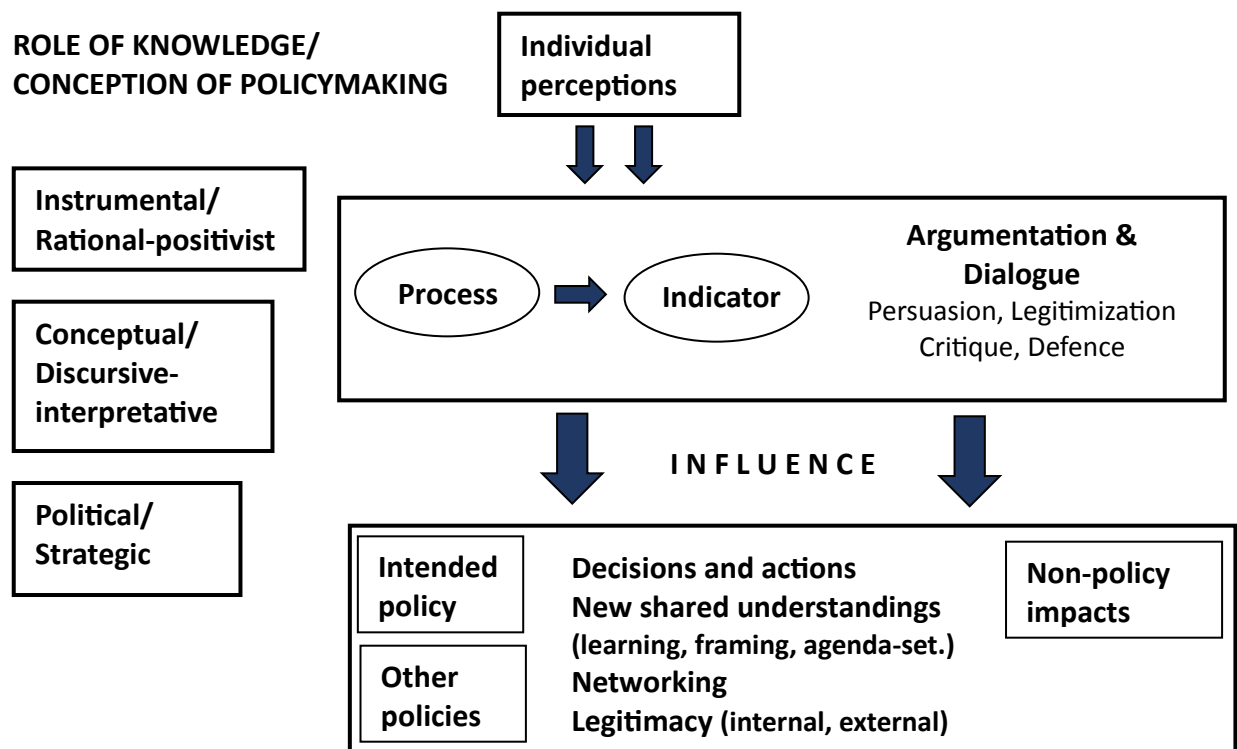 ROLE OF KNOWLEDGE/
CONCEPTION OF POLICYMAKING
Individual
perceptions
Instrumental/
Rational-positivist
Conceptual/
Discursive-
interpretative
Political/
Strategic
Process
Indicator
Argumentation &
Dialogue
Persuasion, Legitimization
Critique, Defence
INFLUENCE
Intended
policy
Other
policies
Decisions and actions
New shared understandings
(learning, framing, agenda-set.)
Networking
Legitimacy (internal, external)
Non-policy
impacts